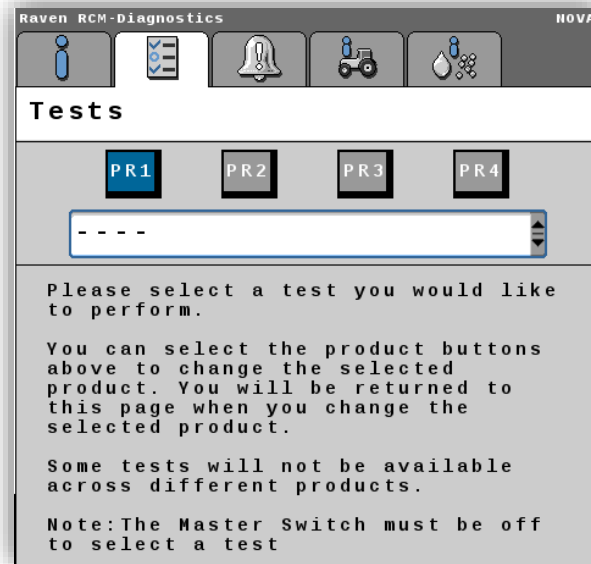 Raven RCM-Diagnostics NOVA
Tests
PR1 PR2 PR3 PR4
----
Please select a test you would like
to perform.
You can select the product buttons
above to change the selected
product. You will be returned to
this page when you change the
selected product.
Some tests will not be available
across different products.
Note:The Master Switch must be off
to select a test